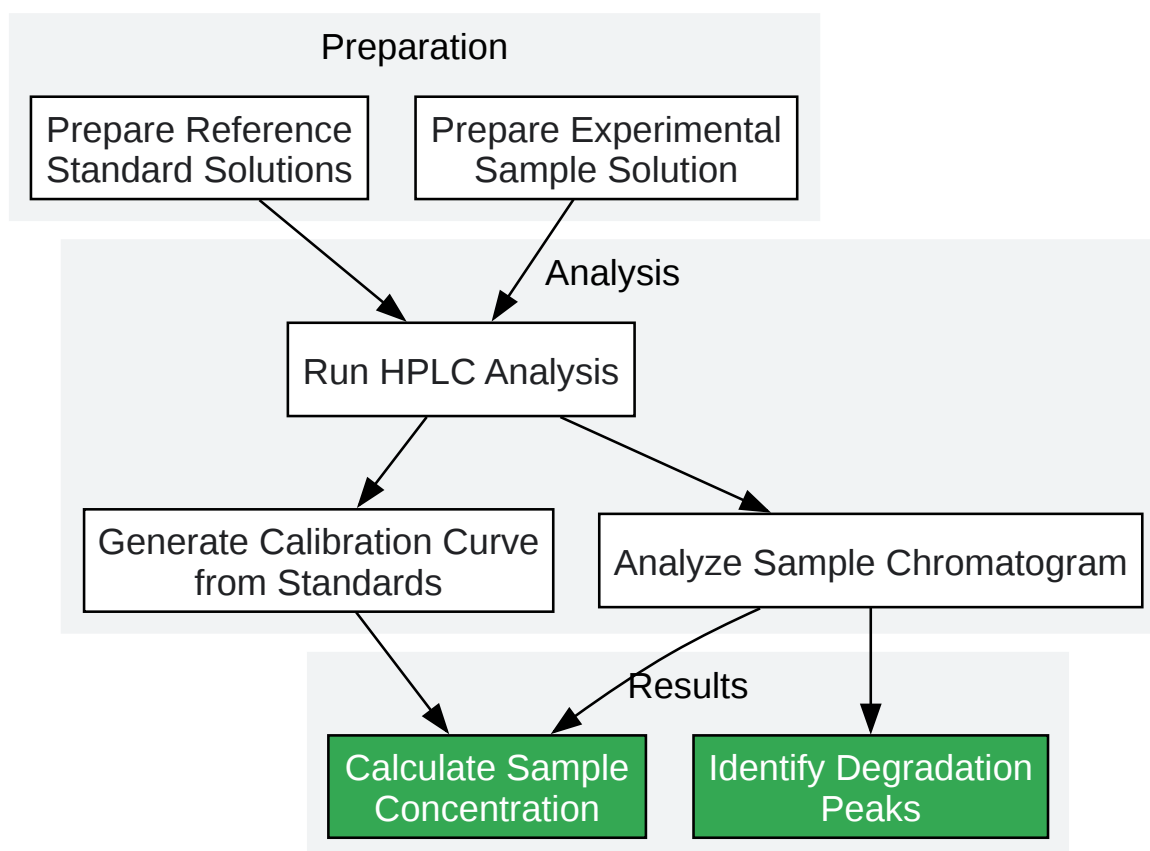 Preparation
Prepare Reference
Standard Solutions
Prepare Experimental
Sample Solution
Analysis
Run HPLC Analysis
Generate Calibration Curve
from Standards
Analyze Sample Chromatogram
Results
Calculate Sample
Concentration
Identify Degradation
Peaks